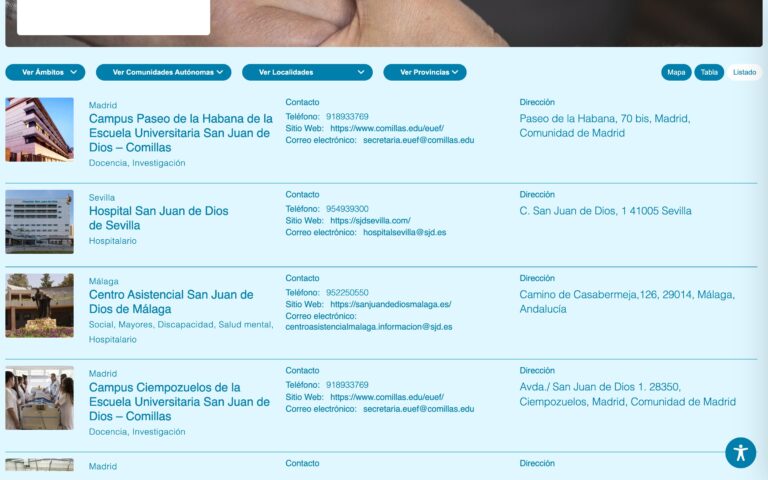 Ver Ámbitos
Ver Comunidades Autónomas
Ver Localidades
Ver Provincias
Mapa
Tabla
Listado
Madrid
Campus Paseo de la Habana de la
Escuela Universitaria San Juan de
Dios – Comillas
Docencia, Investigación
Contacto
Teléfono: 918933769
Sitio Web: https://www.comillas.edu/euef/
Correo electrónico: secretaria.euef@comillas.edu
Dirección
Paseo de la Habana, 70 bis, Madrid,
Comunidad de Madrid
Sevilla
Hospital San Juan de Dios
de Sevilla
Hospitalario
Contacto
Teléfono: 954939300
Sitio Web: https://sjdsevilla.com/
Correo electrónico: hospitalsevilla@sjd.es
Dirección
C. San Juan de Dios, 1 41005 Sevilla
Málaga
Centro Asistencial San Juan de
Dios de Málaga
Social, Mayores, Discapacidad, Salud mental,
Hospitalario
Contacto
Teléfono: 952250550
Sitio Web: https://sanjuandediosmalaga.es/
Correo electrónico:
centroasistencialmalaga.informacion@sjd.es
Dirección
Camino de Casabermeja,126, 29014, Málaga,
Andalucía
Madrid
Campus Ciempozuelos de la
Escuela Universitaria San Juan de
Dios – Comillas
Docencia, Investigación
Contacto
Teléfono: 918933769
Sitio Web: https://www.comillas.edu/euef/
Correo electrónico: secretaria.euef@comillas.edu
Dirección
Avda./ San Juan de Dios 1. 28350,
Ciempozuelos, Madrid, Comunidad de Madrid
Madrid
Contacto
Dirección